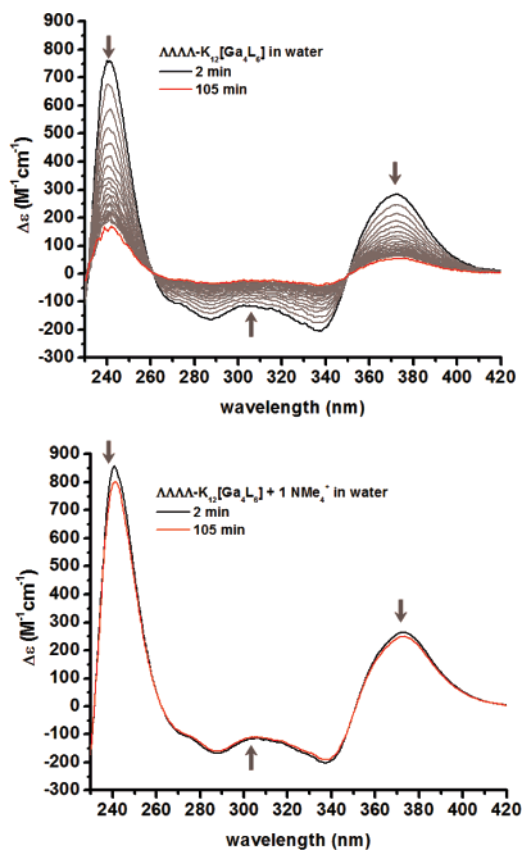 900
800
700
600
500
400
300
200
100
0
-100
-200
-300
Δε (M⁻¹cm⁻¹)
ΛΛΛΛ-K₁₂[Ga₄L₆] in water
2 min
105 min
240 260 280 300 320 340 360 380 400 420
wavelength (nm)
900
800
700
600
500
400
300
200
100
0
-100
-200
-300
Δε (M⁻¹cm⁻¹)
ΛΛΛΛ-K₁₂[Ga₄L₆] + 1 NMe₄⁺ in water
2 min
105 min
240 260 280 300 320 340 360 380 400 420
wavelength (nm)